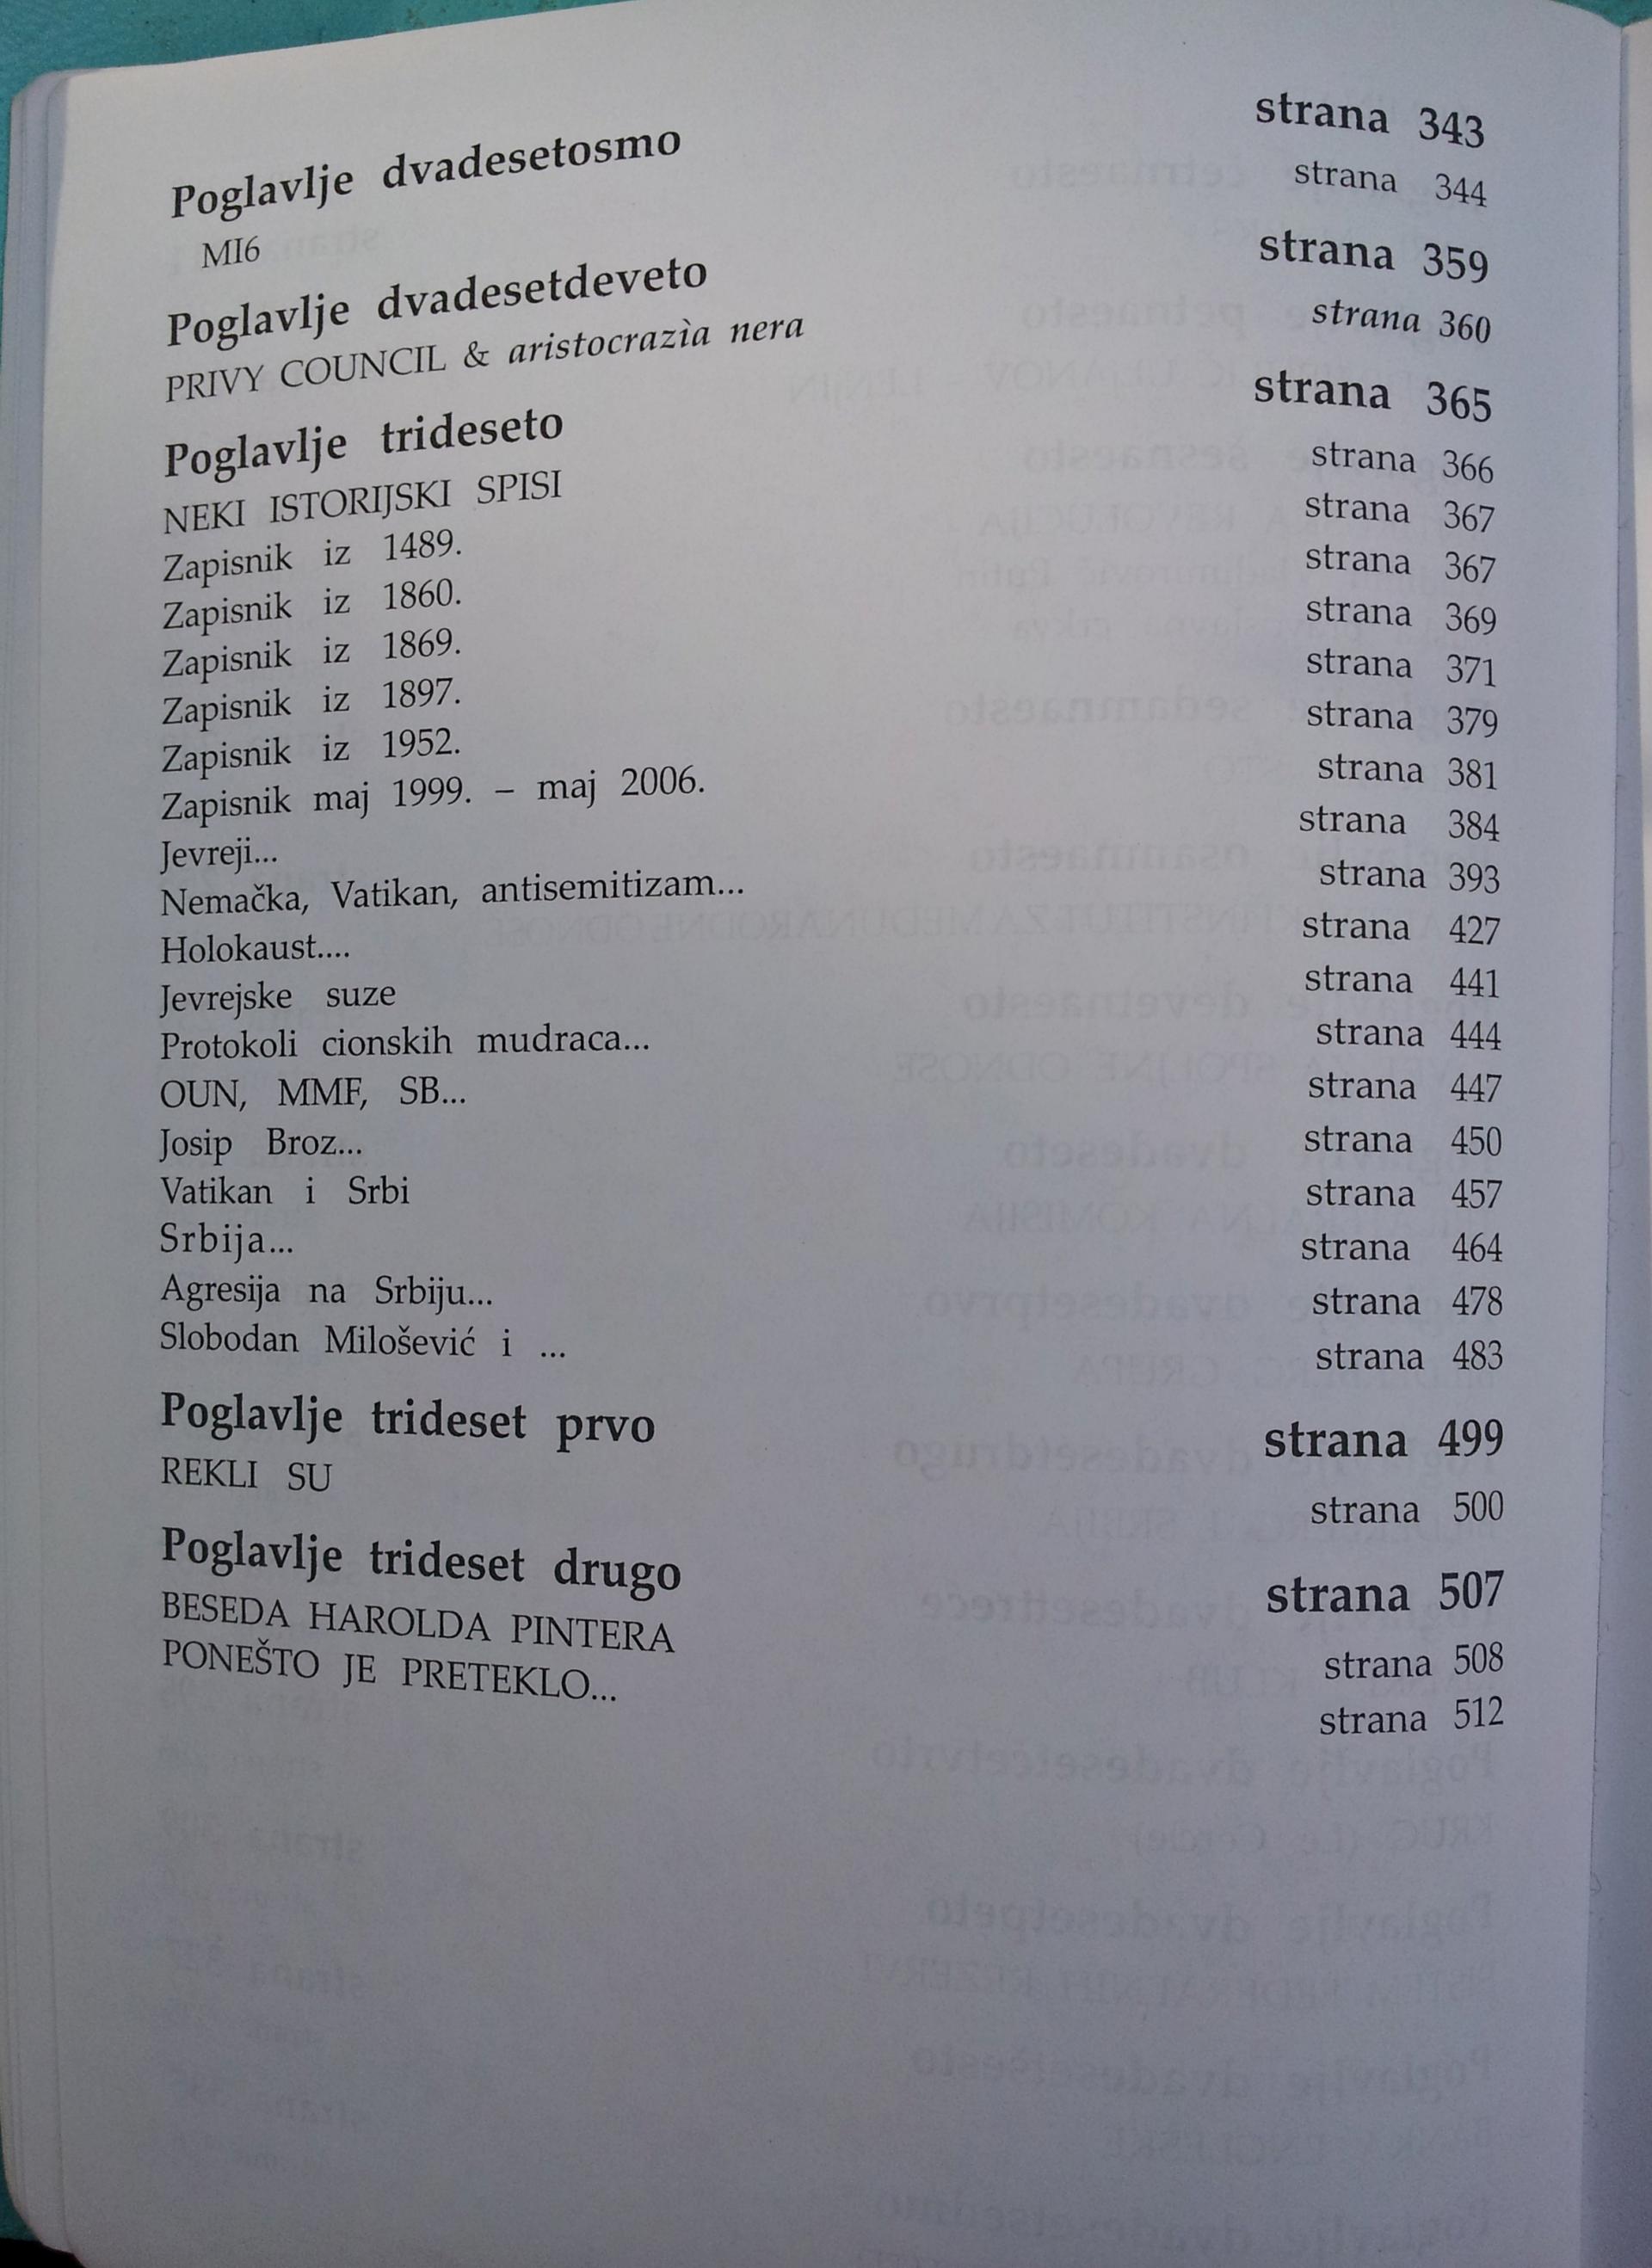 Poglavlje dvadesetosmo strana 343
MI6 strana 344
Poglavlje dvadesetdeveto strana 359
PRIVY COUNCIL & aristocrazìa nera strana 360
Poglavlje trideseto strana 365
NEKI ISTORIJSKI SPISI strana 366
Zapisnik iz 1489. strana 367
Zapisnik iz 1860. strana 367
Zapisnik iz 1869. strana 369
Zapisnik iz 1897. strana 371
Zapisnik iz 1952. strana 379
Zapisnik maj 1999. – maj 2006. strana 381
Jevreji... strana 384
Nemačka, Vatikan, antisemitizam... strana 393
Holokaust.... strana 427
Jevrejske suze strana 441
Protokoli cionskih mudraca... strana 444
OUN, MMF, SB... strana 447
Josip Broz... strana 450
Vatikan i Srbi strana 457
Srbija... strana 464
Agresija na Srbiju... strana 478
Slobodan Milošević i ... strana 483
Poglavlje trideset prvo strana 499
REKLI SU strana 500
Poglavlje trideset drugo strana 507
BESEDA HAROLDA PINTERA strana 508
PONEŠTO JE PRETEKLO... strana 512